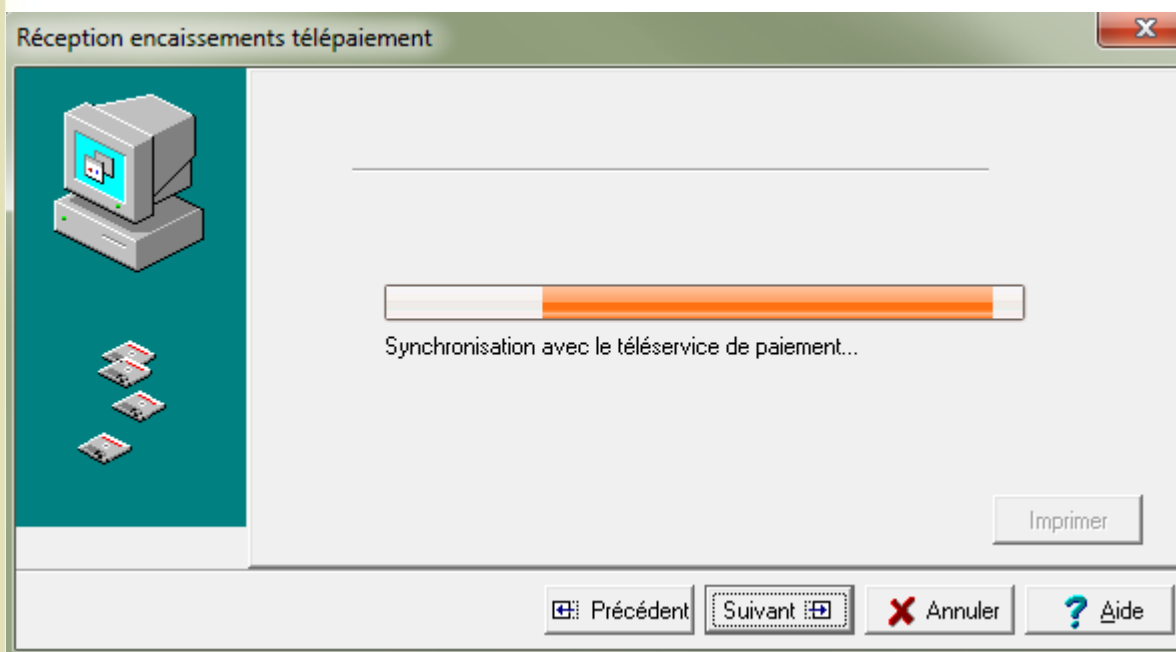 Réception encaissements télépaiement
Synchronisation avec le téléservice de paiement...
Imprimer
Précédent Suivant Annuler Aide